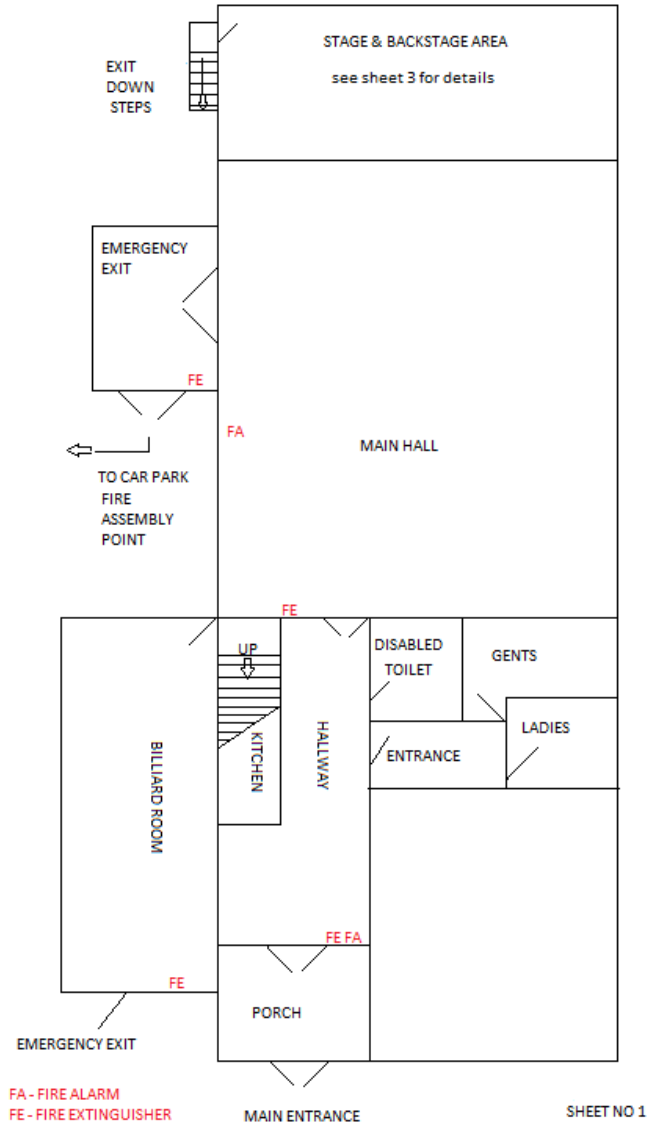 STAGE & BACKSTAGE AREA
see sheet 3 for details
EXIT
DOWN
STEPS
EMERGENCY
EXIT
FE
FA
MAIN HALL
TO CAR PARK
FIRE
ASSEMBLY
POINT
FE
UP
DISABLED
TOILET
GENTS
LADIES
BILLIARD ROOM
KITCHEN
HALLWAY
ENTRANCE
FE FA
FE
PORCH
EMERGENCY EXIT
FA - FIRE ALARM
FE - FIRE EXTINGUISHER
MAIN ENTRANCE
SHEET NO 1